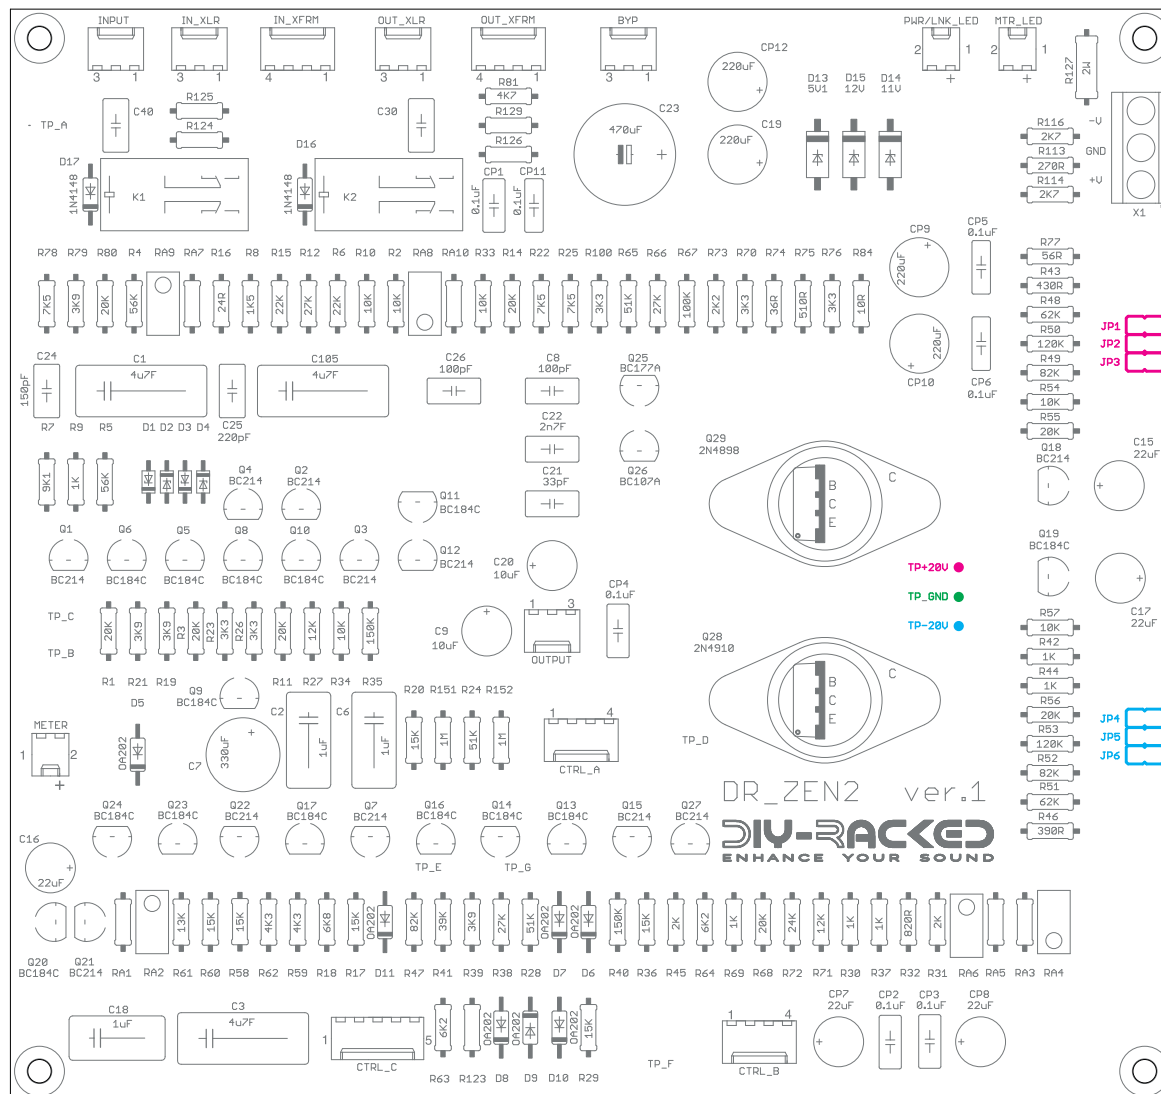 INPUT IN_XLR IN_XFRM OUT_XLR OUT_XFRM BYP PWR/LNK_LED MTR_LED
3 1 3 1 4 1 3 1 4 1 3 1 2 1 2 1
+ +
CP12
220uF
+
R127
2W
R81
4K7
R129
R126
C40
R125
R124
C30
C23
470uF
+
C19
220uF
+
D13
5V1
D15
12V
D14
11V
- TP_A
R116
2K7
R113
270R
R114
2K7
-V
GND
+V
X1
D17
1N4148
K1
D16
1N4148
K2
CP1
0.1uF
CP11
0.1uF
CP5
0.1uF
CP9
220uF
+
R78 R79 R80 R4 RA9 RA7 R16 R8 R15 R12 R6 R10 R2 RA8 RA10 R33 R14 R22 R25 R100 R65 R66 R67 R73 R70 R74 R75 R76 R84
7K5 3K9 20K 56K 24R 1K5 22K 27K 22K 10K 10K 10K 20K 7K5 7K5 3K3 51K 27K 100K 2K2 3K3 36R 510R 3K3 10R
R77
56R
R43
430R
R48
62K
R50
120K
R49
82K
R54
10K
R55
20K
JP1
JP2
JP3
220uF
+
CP10
CP6
0.1uF
C24
150pF
C1
4u7F
C25
220pF
C105
4u7F
C26
100pF
C8
100pF
Q25
BC177A
C22
2n7F
Q26
BC107A
C21
33pF
R7 R9 R5 D1 D2 D3 D4
9K1 1K 56K
Q4
BC214
Q2
BC214
Q11
BC184C
Q29
2N4898
B
C
E
C
Q18
BC214
C15
22uF
+
Q1
BC214
Q6
BC184C
Q5
BC184C
Q8
BC184C
Q10
BC184C
Q3
BC214
Q12
BC214
C20
10uF
+
Q19
BC184C
C17
22uF
+
TP+20V
TP_GND
TP-20V
CP4
0.1uF
TP_C
TP_B
20K 3K9 3K9 R3 20K R23 3K3 R26 3K3 20K 12K 10K 150K
C9
10uF
+
1 3
OUTPUT
Q28
2N4910
B
C
E
C
R57
10K
R42
1K
R44
1K
R56
20K
R53
120K
R52
82K
R51
62K
R46
390R
JP4
JP5
JP6
R1 R21 R19 Q9
BC184C
R11 R27 R34 R35 R20 R151 R24 R152
D5
OA202
METER
1 2
+
C7
330uF
C2
1uF
C6
1uF
15K 1M 51K 1M
1 4
CTRL_A
TP_D
DR_ZEN2 ver.1
DIY-RACKED
ENHANCE YOUR SOUND
Q24
BC184C
Q23
BC184C
Q22
BC214
Q17
BC184C
Q7
BC214
Q16
BC184C
Q14
BC184C
Q13
BC184C
Q15
BC214
Q27
BC214
TP_E TP_G
C16
22uF
+
Q20
BC184C
Q21
BC214
13K 15K 15K 4K3 4K3 6K8 15K OA202 82K 39K 3K9 27K 51K OA202 OA202 150K 15K 2K 6K2 1K 20K 24K 12K 1K 1K 820R 2K
RA1 RA2 R61 R60 R58 R62 R59 R18 R17 D11 R47 R41 R39 R38 R28 D7 D6 R40 R36 R45 R64 R69 R68 R72 R71 R30 R37 R32 R31 RA6 RA5 RA3 RA4
C18
1uF
C3
4u7F
1 5
CTRL_C
6K2 OA202 OA202 OA202 15K
R63 R123 D8 D9 D10 R29
TP_F
1 4
CTRL_B
CP7
22uF
+
CP2
0.1uF
CP3
0.1uF
CP8
22uF
+